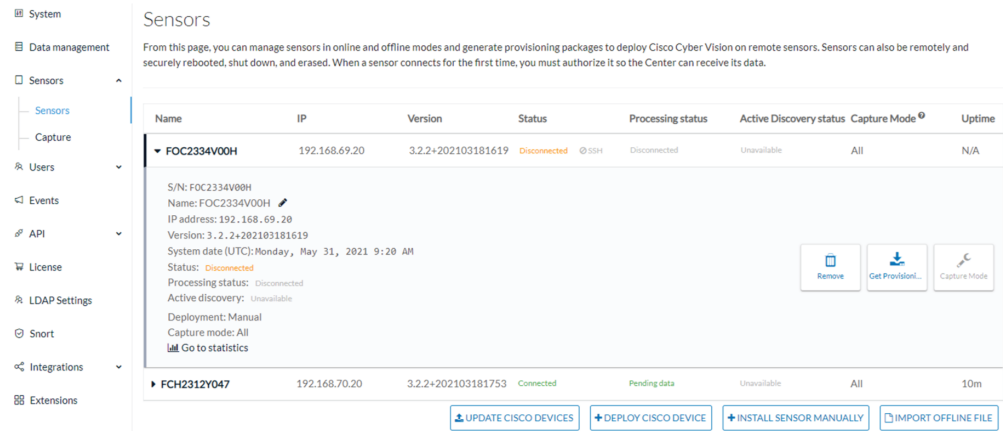 System
Data management
Sensors
Sensors
Capture
Users
Events
API
License
LDAP Settings
Snort
Integrations
Extensions
Sensors
From this page, you can manage sensors in online and offline modes and generate provisioning packages to deploy Cisco Cyber Vision on remote sensors. Sensors can also be remotely and
securely rebooted, shut down, and erased. When a sensor connects for the first time, you must authorize it so the Center can receive its data.
Name IP Version Status Processing status Active Discovery status Capture Mode ? Uptime
FOC2334V00H 192.168.69.20 3.2.2+202103181619 Disconnected SSH Disconnected Unavailable All N/A
S/N: FOC2334V00H
Name: FOC2334V00H
IP address: 192.168.69.20
Version: 3.2.2+202103181619
System date (UTC): Monday, May 31, 2021 9:20 AM
Status: Disconnected
Processing status: Disconnected
Active discovery: Unavailable
Deployment: Manual
Capture mode: All
Go to statistics
Remove
Get Provisioni...
Capture Mode
FCH2312Y047 192.168.70.20 3.2.2+202103181753 Connected Pending data Unavailable All 10m
UPDATE CISCO DEVICES
+ DEPLOY CISCO DEVICE
+ INSTALL SENSOR MANUALLY
IMPORT OFFLINE FILE